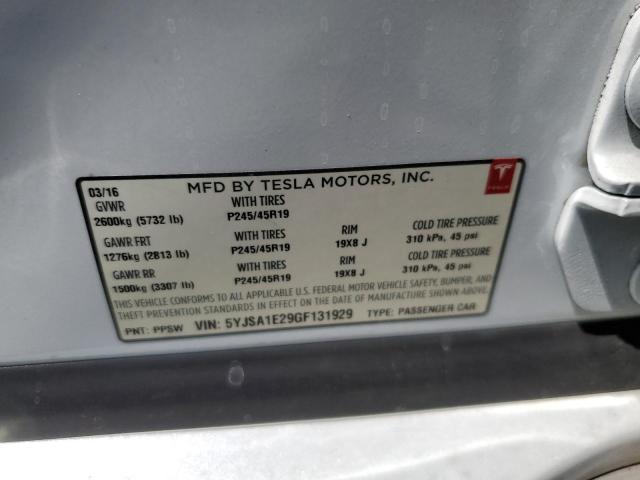 03/16 MFD BY TESLA MOTORS, INC.
GVWR WITH TIRES
2600kg (5732 lb) P245/45R19
GAWR FRT WITH TIRES RIM COLD TIRE PRESSURE
1276kg (2813 lb) P245/45R19 19X8 J 310 kPa, 45 psi
GAWR RR WITH TIRES RIM COLD TIRE PRESSURE
1500kg (3307 lb) P245/45R19 19X8 J 310 kPa, 45 psi
THIS VEHICLE CONFORMS TO ALL APPLICABLE U.S. FEDERAL MOTOR VEHICLE SAFETY, BUMPER, AND
THEFT PREVENTION STANDARDS IN EFFECT ON THE DATE OF MANUFACTURE SHOWN ABOVE.
PNT: PPSW VIN: 5YJSA1E29GF131929 TYPE: PASSENGER CAR
TESLA